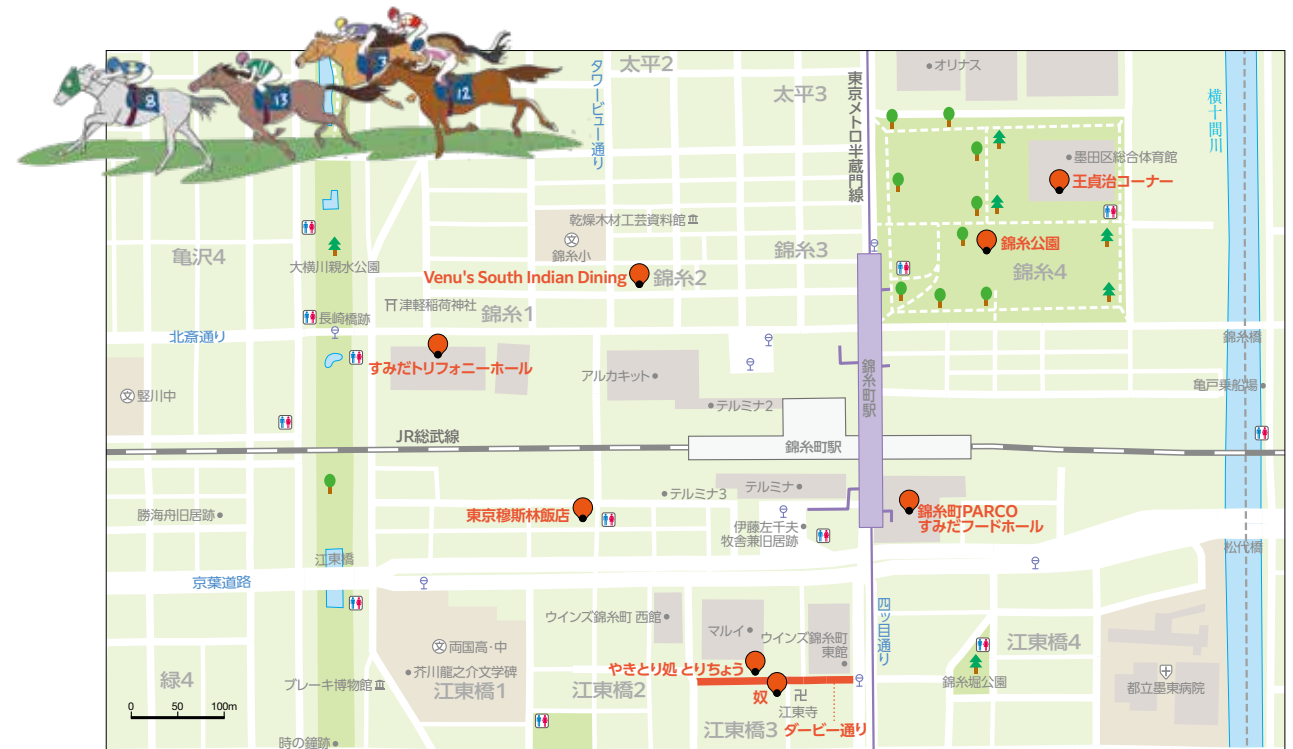 8
13
3
12
太平2
太平3
タワービュー通り
東京メトロ半蔵門線
オリナス
横十間川
墨田区総合体育館
王貞治コーナー
乾燥木材工芸資料館
文
錦糸小
錦糸3
錦糸公園
錦糸4
亀沢4
大横川親水公園
Venu's South Indian Dining
錦糸2
津軽稲荷神社
錦糸1
長崎橋跡
北斎通り
錦糸橋
すみだトリフォニーホール
アルカキット
錦糸町駅
亀戸乗船場
文
竪川中
テルミナ2
JR総武線
錦糸町駅
テルミナ
テルミナ3
勝海舟旧居跡
東京穆斯林飯店
錦糸町PARCO
すみだフードホール
伊藤左千夫
牧舎兼旧居跡
江東橋
松代橋
京葉道路
四ッ目通り
ウインズ錦糸町 西館
マルイ
ウインズ錦糸町
東館
文
両国高・中
江東橋4
やきとり処 とりちょう
芥川龍之介文学碑
緑4
ブレーキ博物館
江東橋1
江東橋2
錦糸堀公園
都立墨東病院
奴
卍
江東寺
0 50 100m
江東橋3
ダービー通り
時の鐘跡